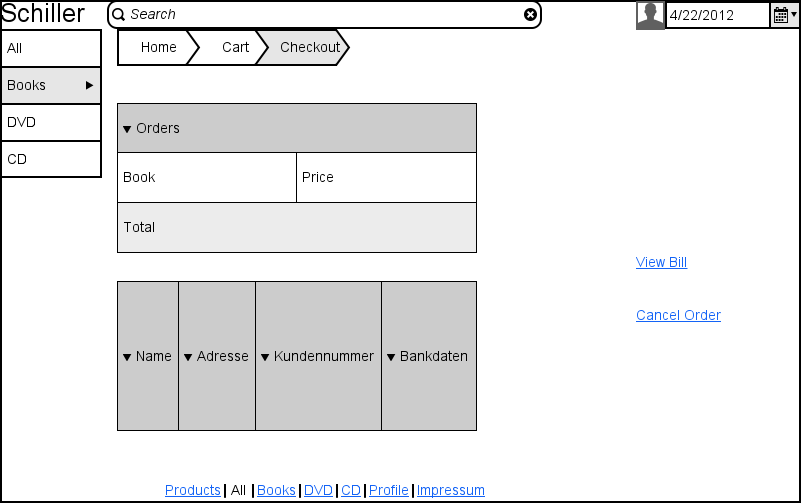 Schiller Search 4/22/2012
Home Cart Checkout
All
Books
DVD
CD
Orders
Book Price
Total
View Bill
Cancel Order
Name Adresse Kundennummer Bankdaten
Products | All | Books | DVD | CD | Profile | Impressum